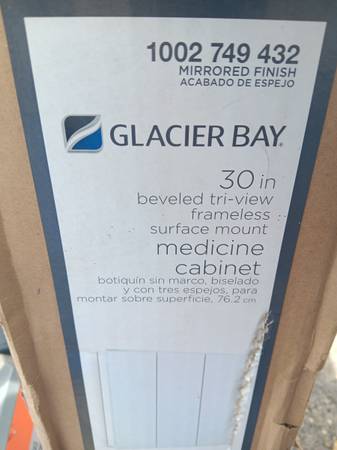 1002 749 432
MIRRORED FINISH
ACABADO DE ESPEJO
GLACIER BAY.
30 in
beveled tri-view
frameless
surface mount
medicine
cabinet
botiquín sin marco, biselado
y con tres espejos, para
montar sobre superficie, 76.2 cm